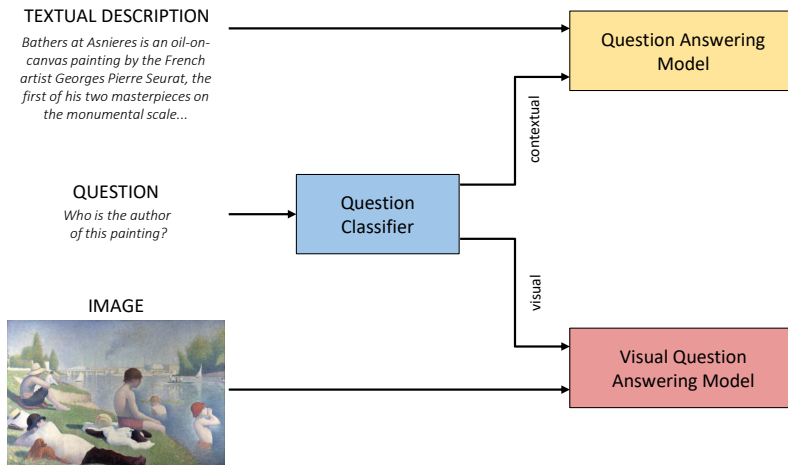 TEXTUAL DESCRIPTION
Bathers at Asnieres is an oil-on-
canvas painting by the French
artist Georges Pierre Seurat, the
first of his two masterpieces on
the monumental scale...
Question Answering
Model
contextual
QUESTION
Who is the author
of this painting?
Question
Classifier
visual
IMAGE
Visual Question
Answering Model